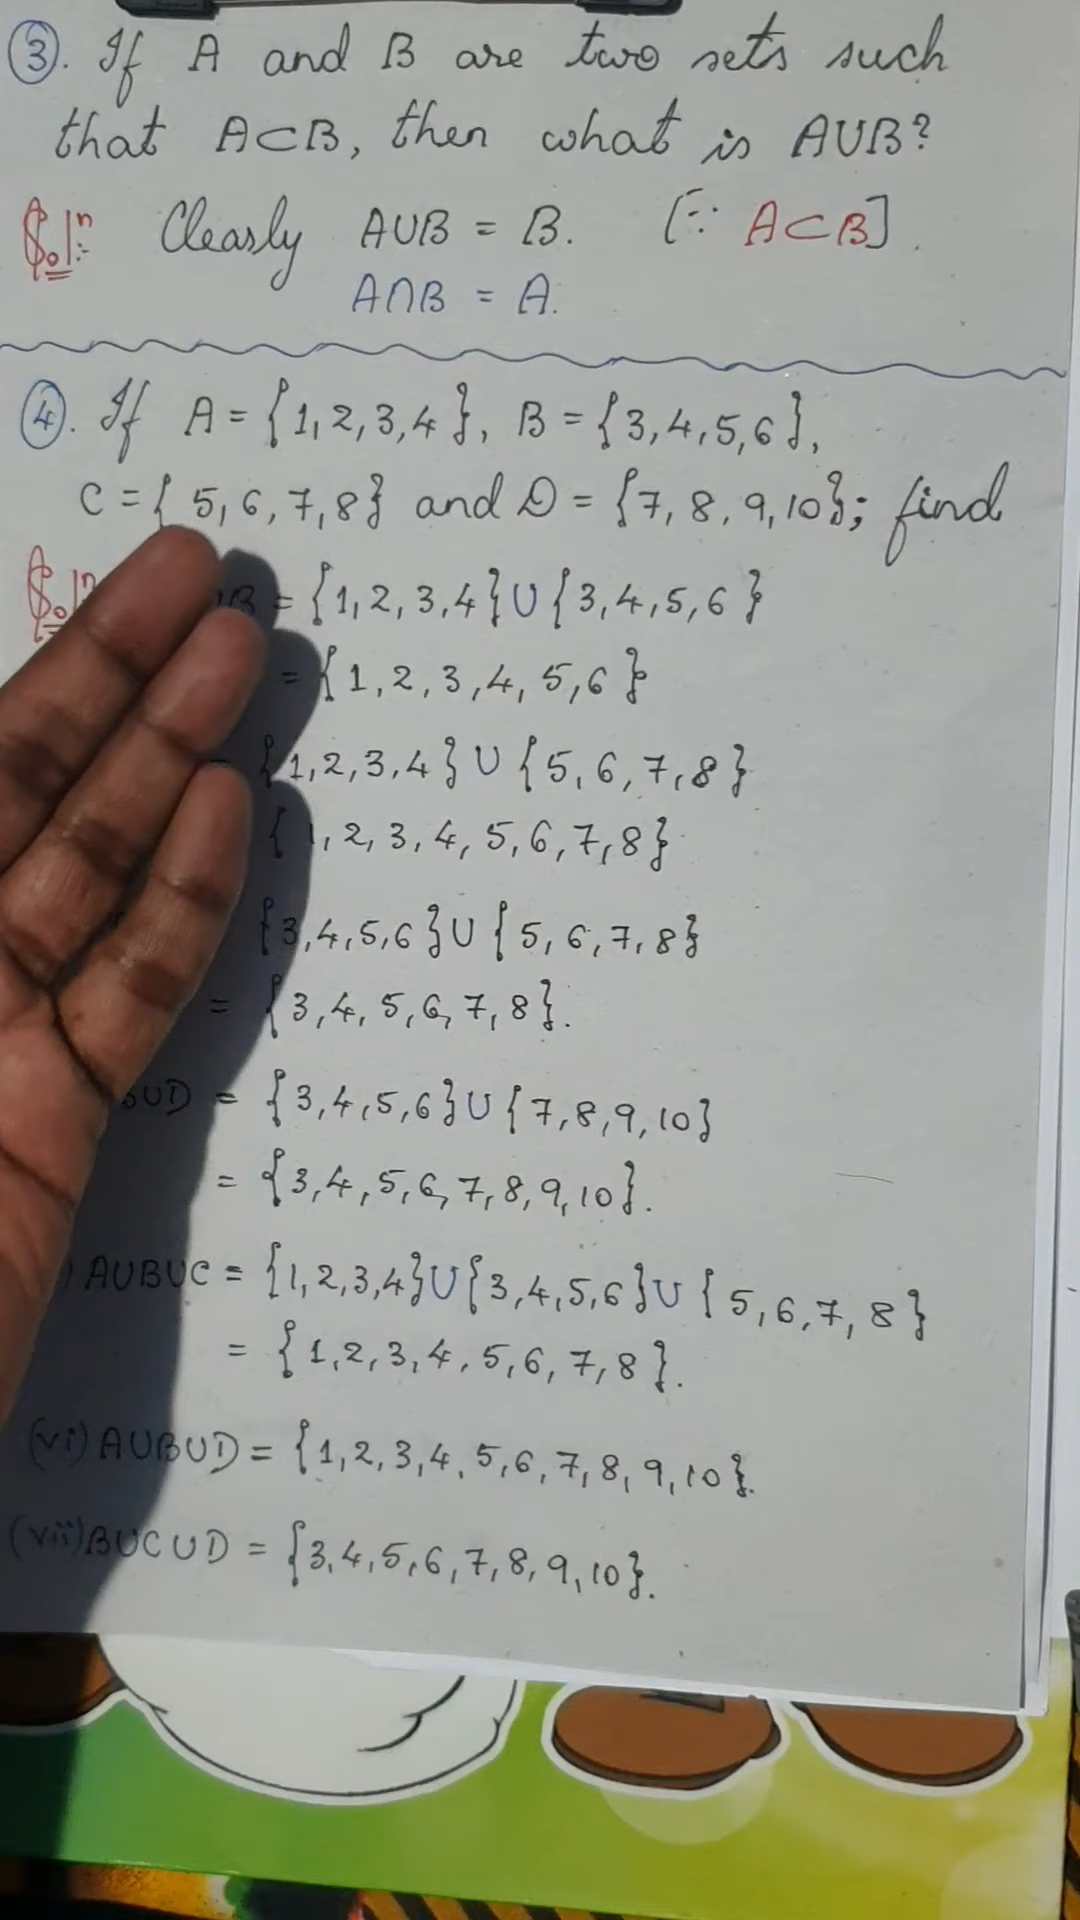 (3). If A and B are two sets such
that A⊂B, then what is A∪B?
Solⁿ:- Clearly A∪B = B. [∵ A⊂B].
A∩B = A.
(4). If A = {1,2,3,4}, B = {3,4,5,6},
C = {5,6,7,8} and D = {7,8,9,10}; find
Solⁿ B = {1,2,3,4}∪{3,4,5,6}
= {1,2,3,4,5,6}
{1,2,3,4}∪{5,6,7,8}
{1,2,3,4,5,6,7,8}
{3,4,5,6}∪{5,6,7,8}
= {3,4,5,6,7,8}.
B∪D = {3,4,5,6}∪{7,8,9,10}
= {3,4,5,6,7,8,9,10}.
) A∪B∪C = {1,2,3,4}∪{3,4,5,6}∪{5,6,7,8}
= {1,2,3,4,5,6,7,8}.
(vi) A∪B∪D = {1,2,3,4,5,6,7,8,9,10}.
(vii) B∪C∪D = {3,4,5,6,7,8,9,10}.